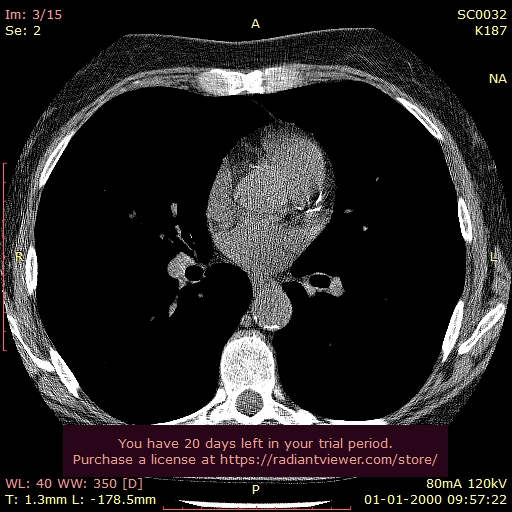 Im: 3/15
Se: 2
A
SC0032
K187
NA
R
L
You have 20 days left in your trial period.
Purchase a license at https://radiantviewer.com/store/
WL: 40 WW: 350 [D]
T: 1.3mm L: -178.5mm
P
80mA 120kV
01-01-2000 09:57:22